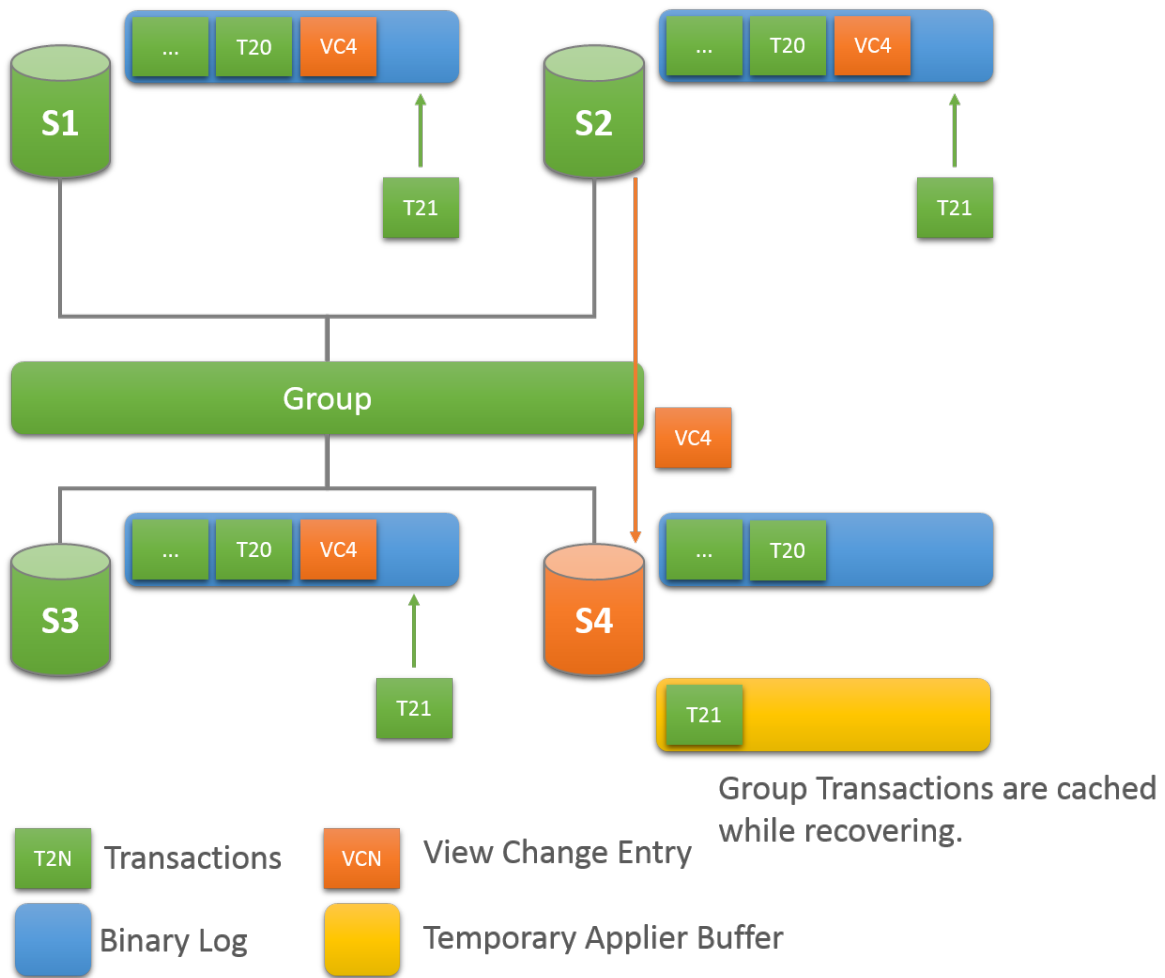 ... T20 VC4
S1
T21
... T20 VC4
S2
T21
Group
VC4
... T20 VC4
S3
T21
... T20
S4
T21
Group Transactions are cached
while recovering.
T2N Transactions
VCN View Change Entry
Binary Log
Temporary Applier Buffer